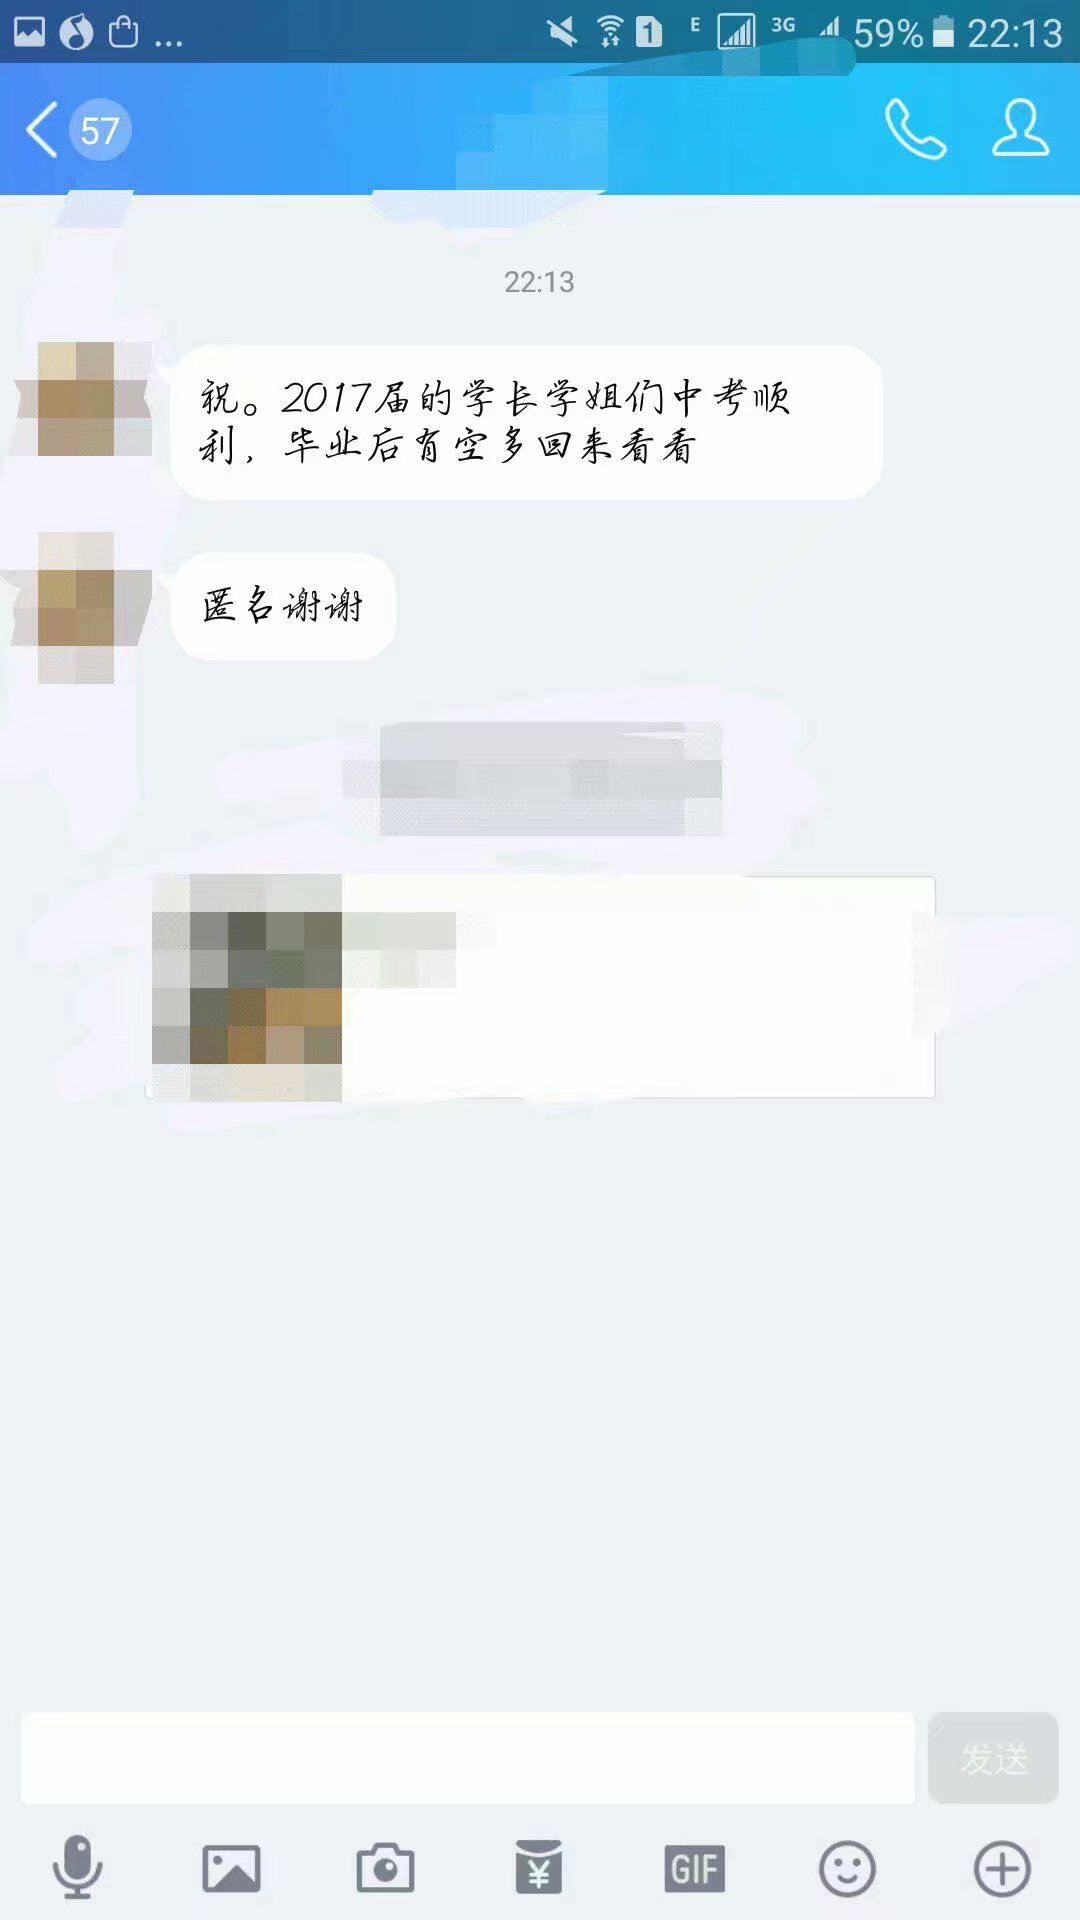 ... 1 E 3G 59% 22:13
57
22:13
祝。2017届的学长学姐们中考顺
利，毕业后有空多回来看看
匿名谢谢
发送
¥ GIF